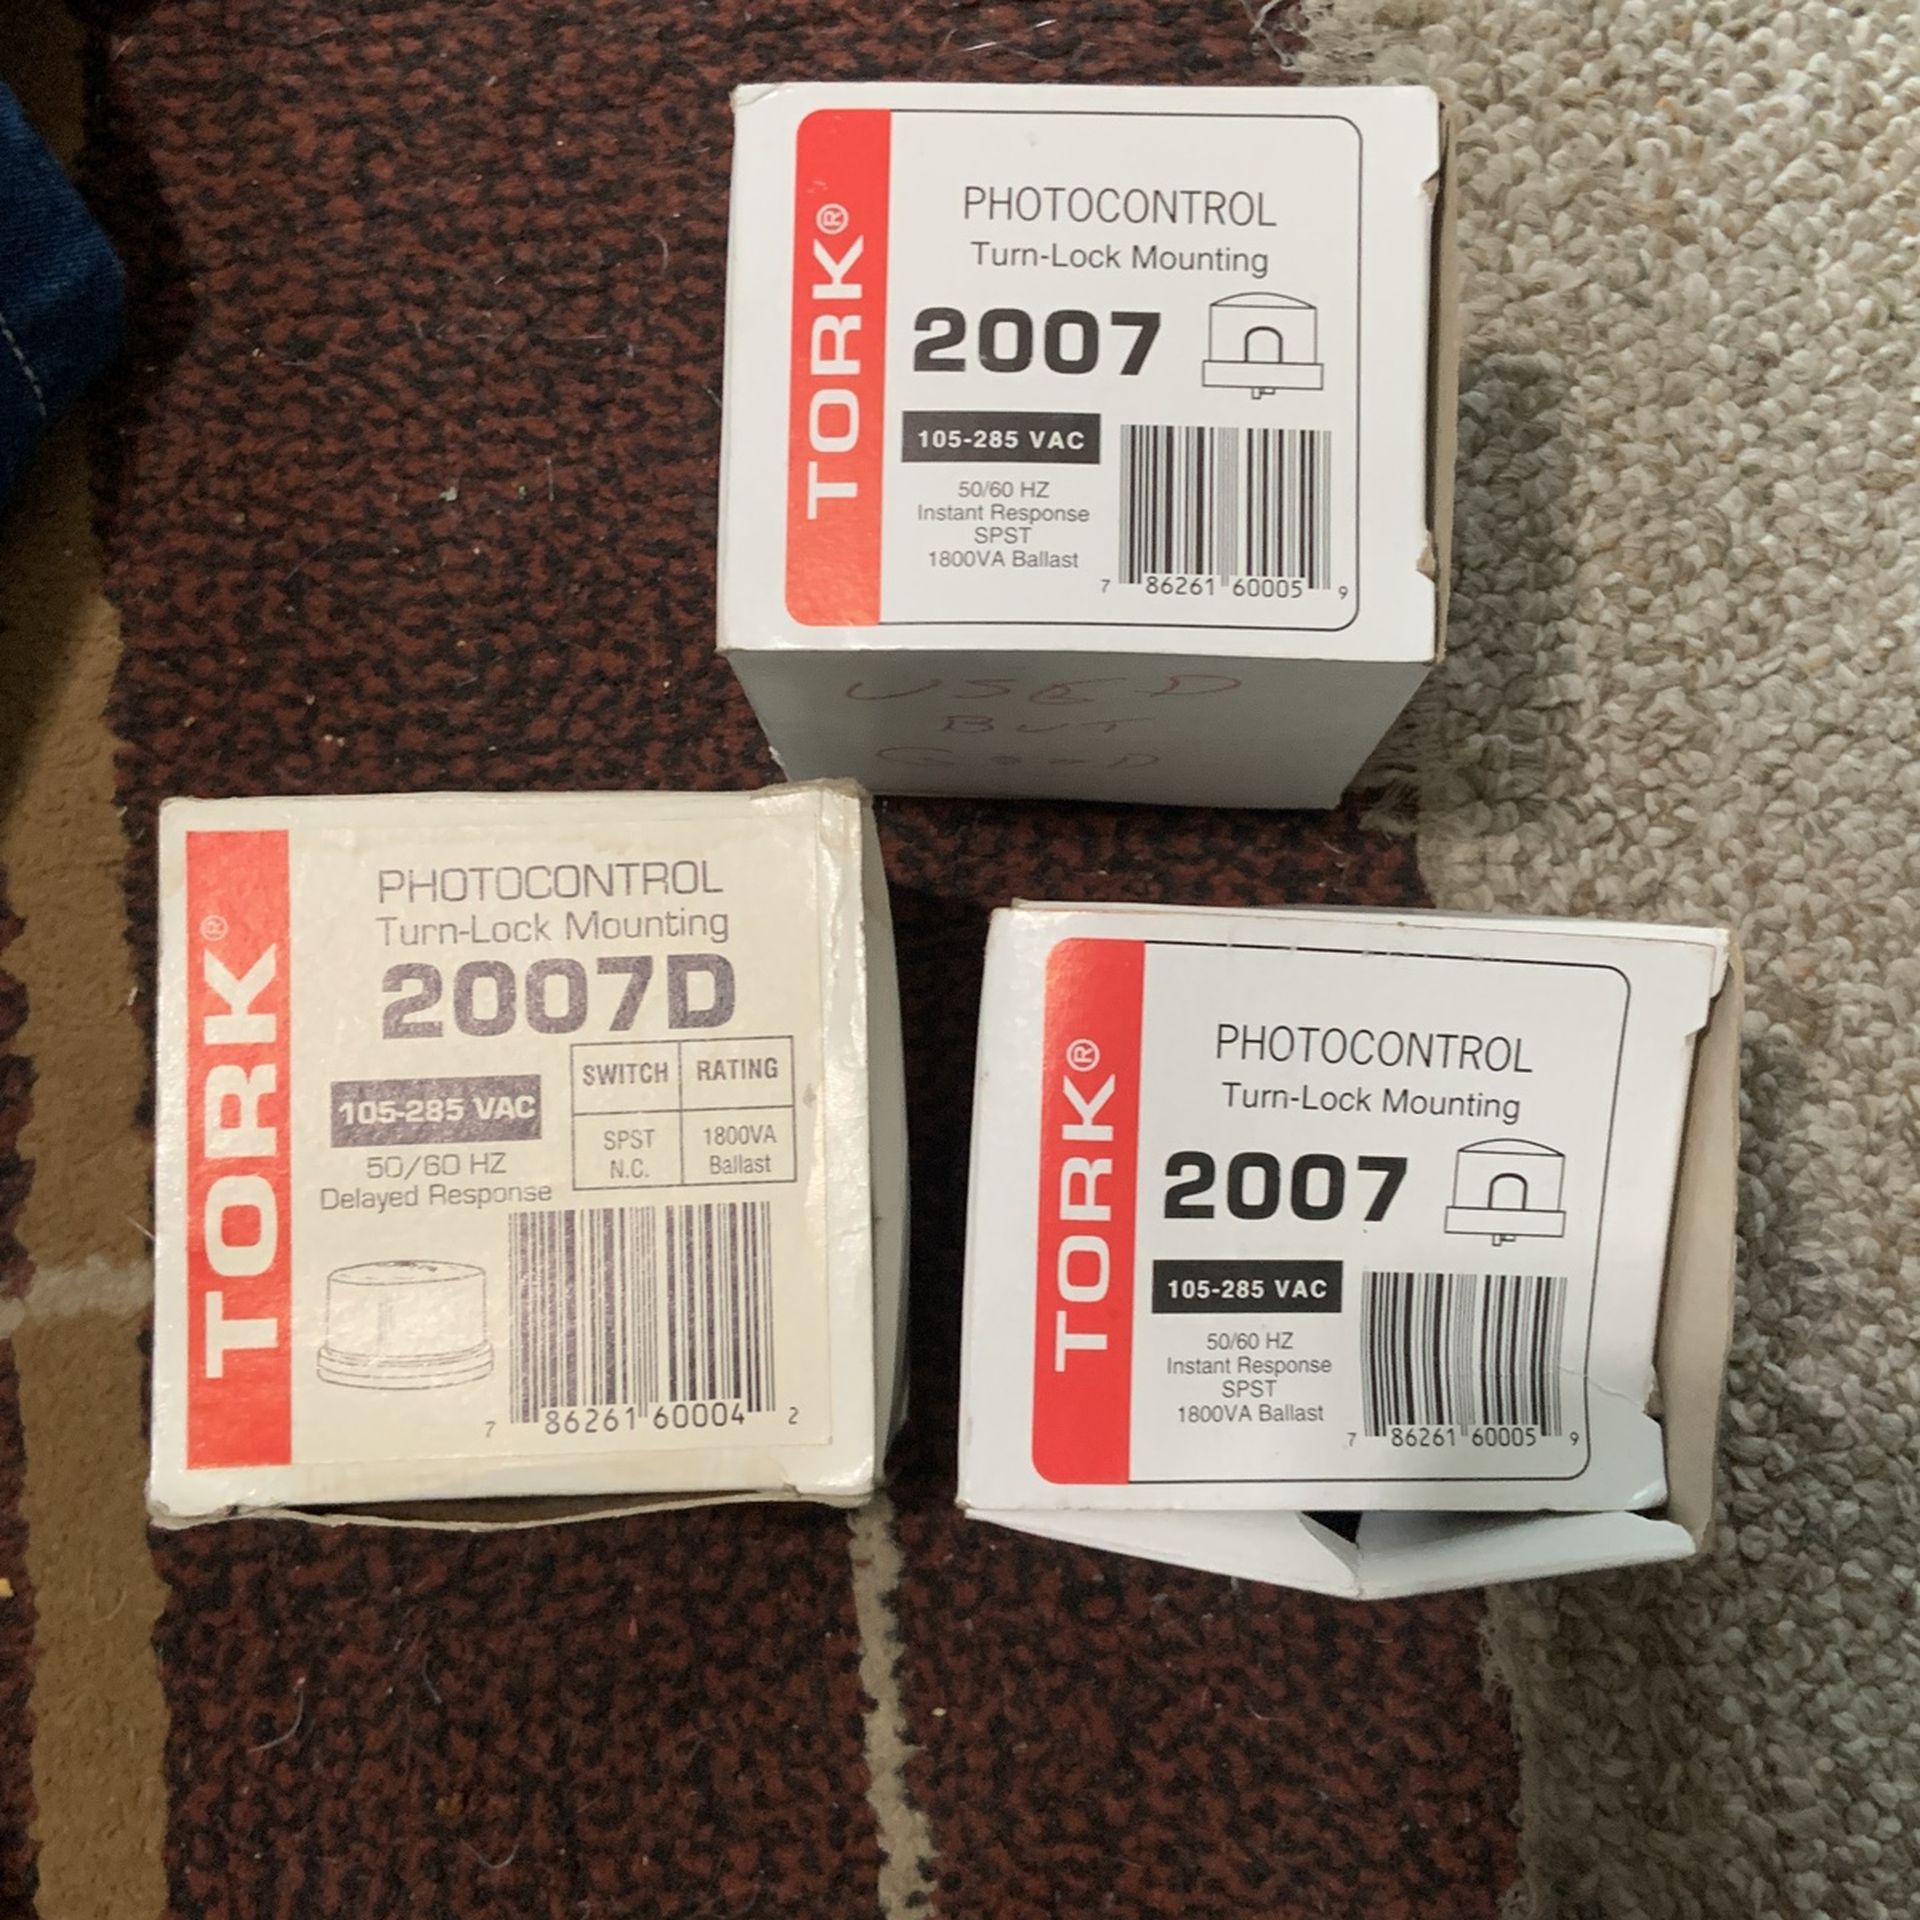 TORK®
PHOTOCONTROL
Turn-Lock Mounting
2007
105-285 VAC
50/60 HZ
Instant Response
SPST
1800VA Ballast
7 86261 60005 9
USED
BUT
GOOD
TORK®
PHOTOCONTROL
Turn-Lock Mounting
2007D
105-285 VAC
50/60 HZ
Delayed Response
SWITCH RATING
SPST 1800VA
N.C. Ballast
7 86261 60004 2
TORK®
PHOTOCONTROL
Turn-Lock Mounting
2007
105-285 VAC
50/60 HZ
Instant Response
SPST
1800VA Ballast
7 86261 60005 9